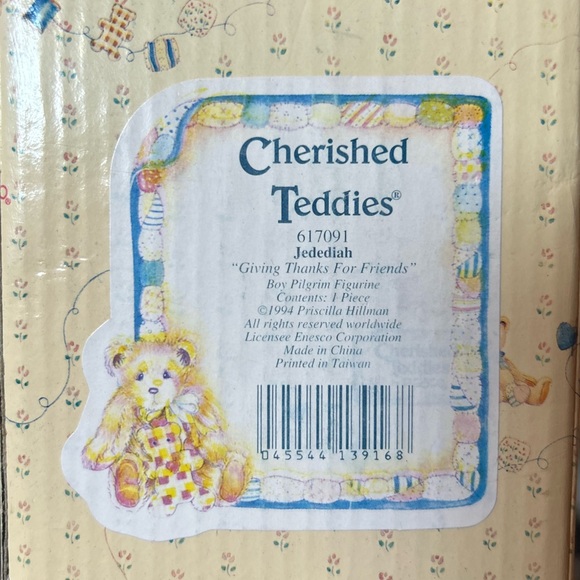 Cherished
Teddies®
617091
Jedediah
"Giving Thanks For Friends"
Boy Pilgrim Figurine
Contents: 1 Piece
©1994 Priscilla Hillman
All rights reserved worldwide
Licensee Enesco Corporation
Made in China
Printed in Taiwan
045544 139168